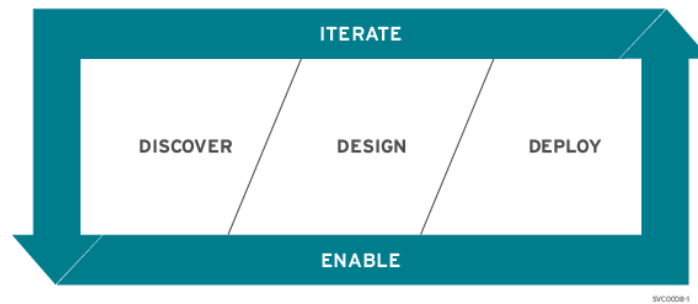 ITERATE
DISCOVER DESIGN DEPLOY
ENABLE
SVC0008-1